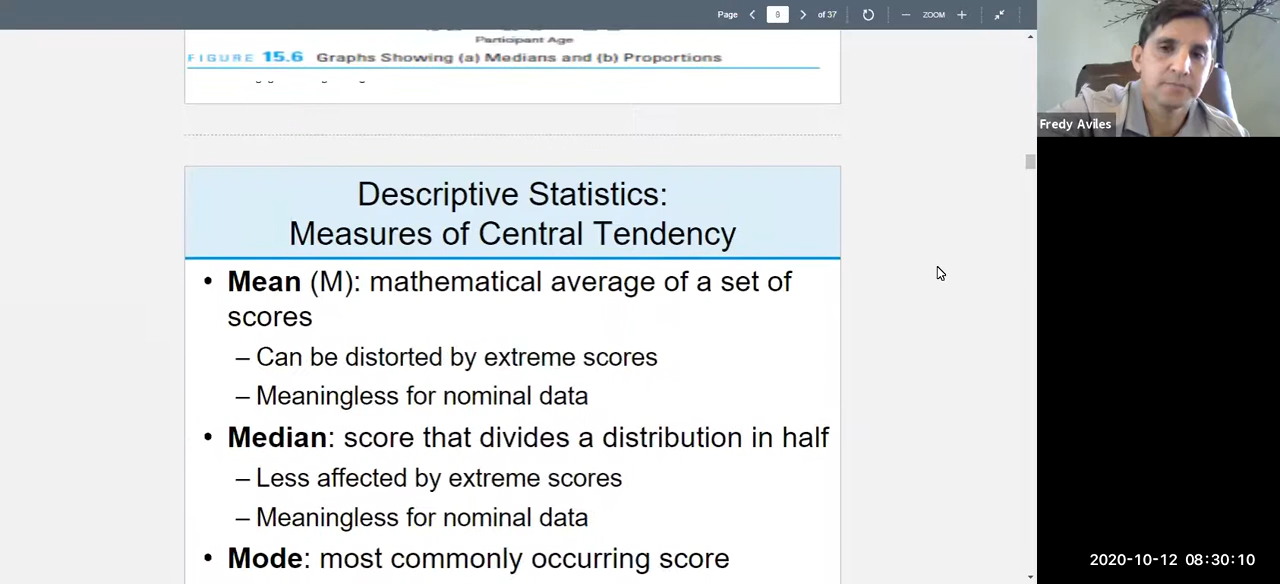 Page 9 of 37 ZOOM
Participant Age
FIGURE 15.6 Graphs Showing (a) Medians and (b) Proportions
Fredy Aviles
Descriptive Statistics:
Measures of Central Tendency
• Mean (M): mathematical average of a set of
scores
– Can be distorted by extreme scores
– Meaningless for nominal data
• Median: score that divides a distribution in half
– Less affected by extreme scores
– Meaningless for nominal data
• Mode: most commonly occurring score
2020-10-12 08:30:10